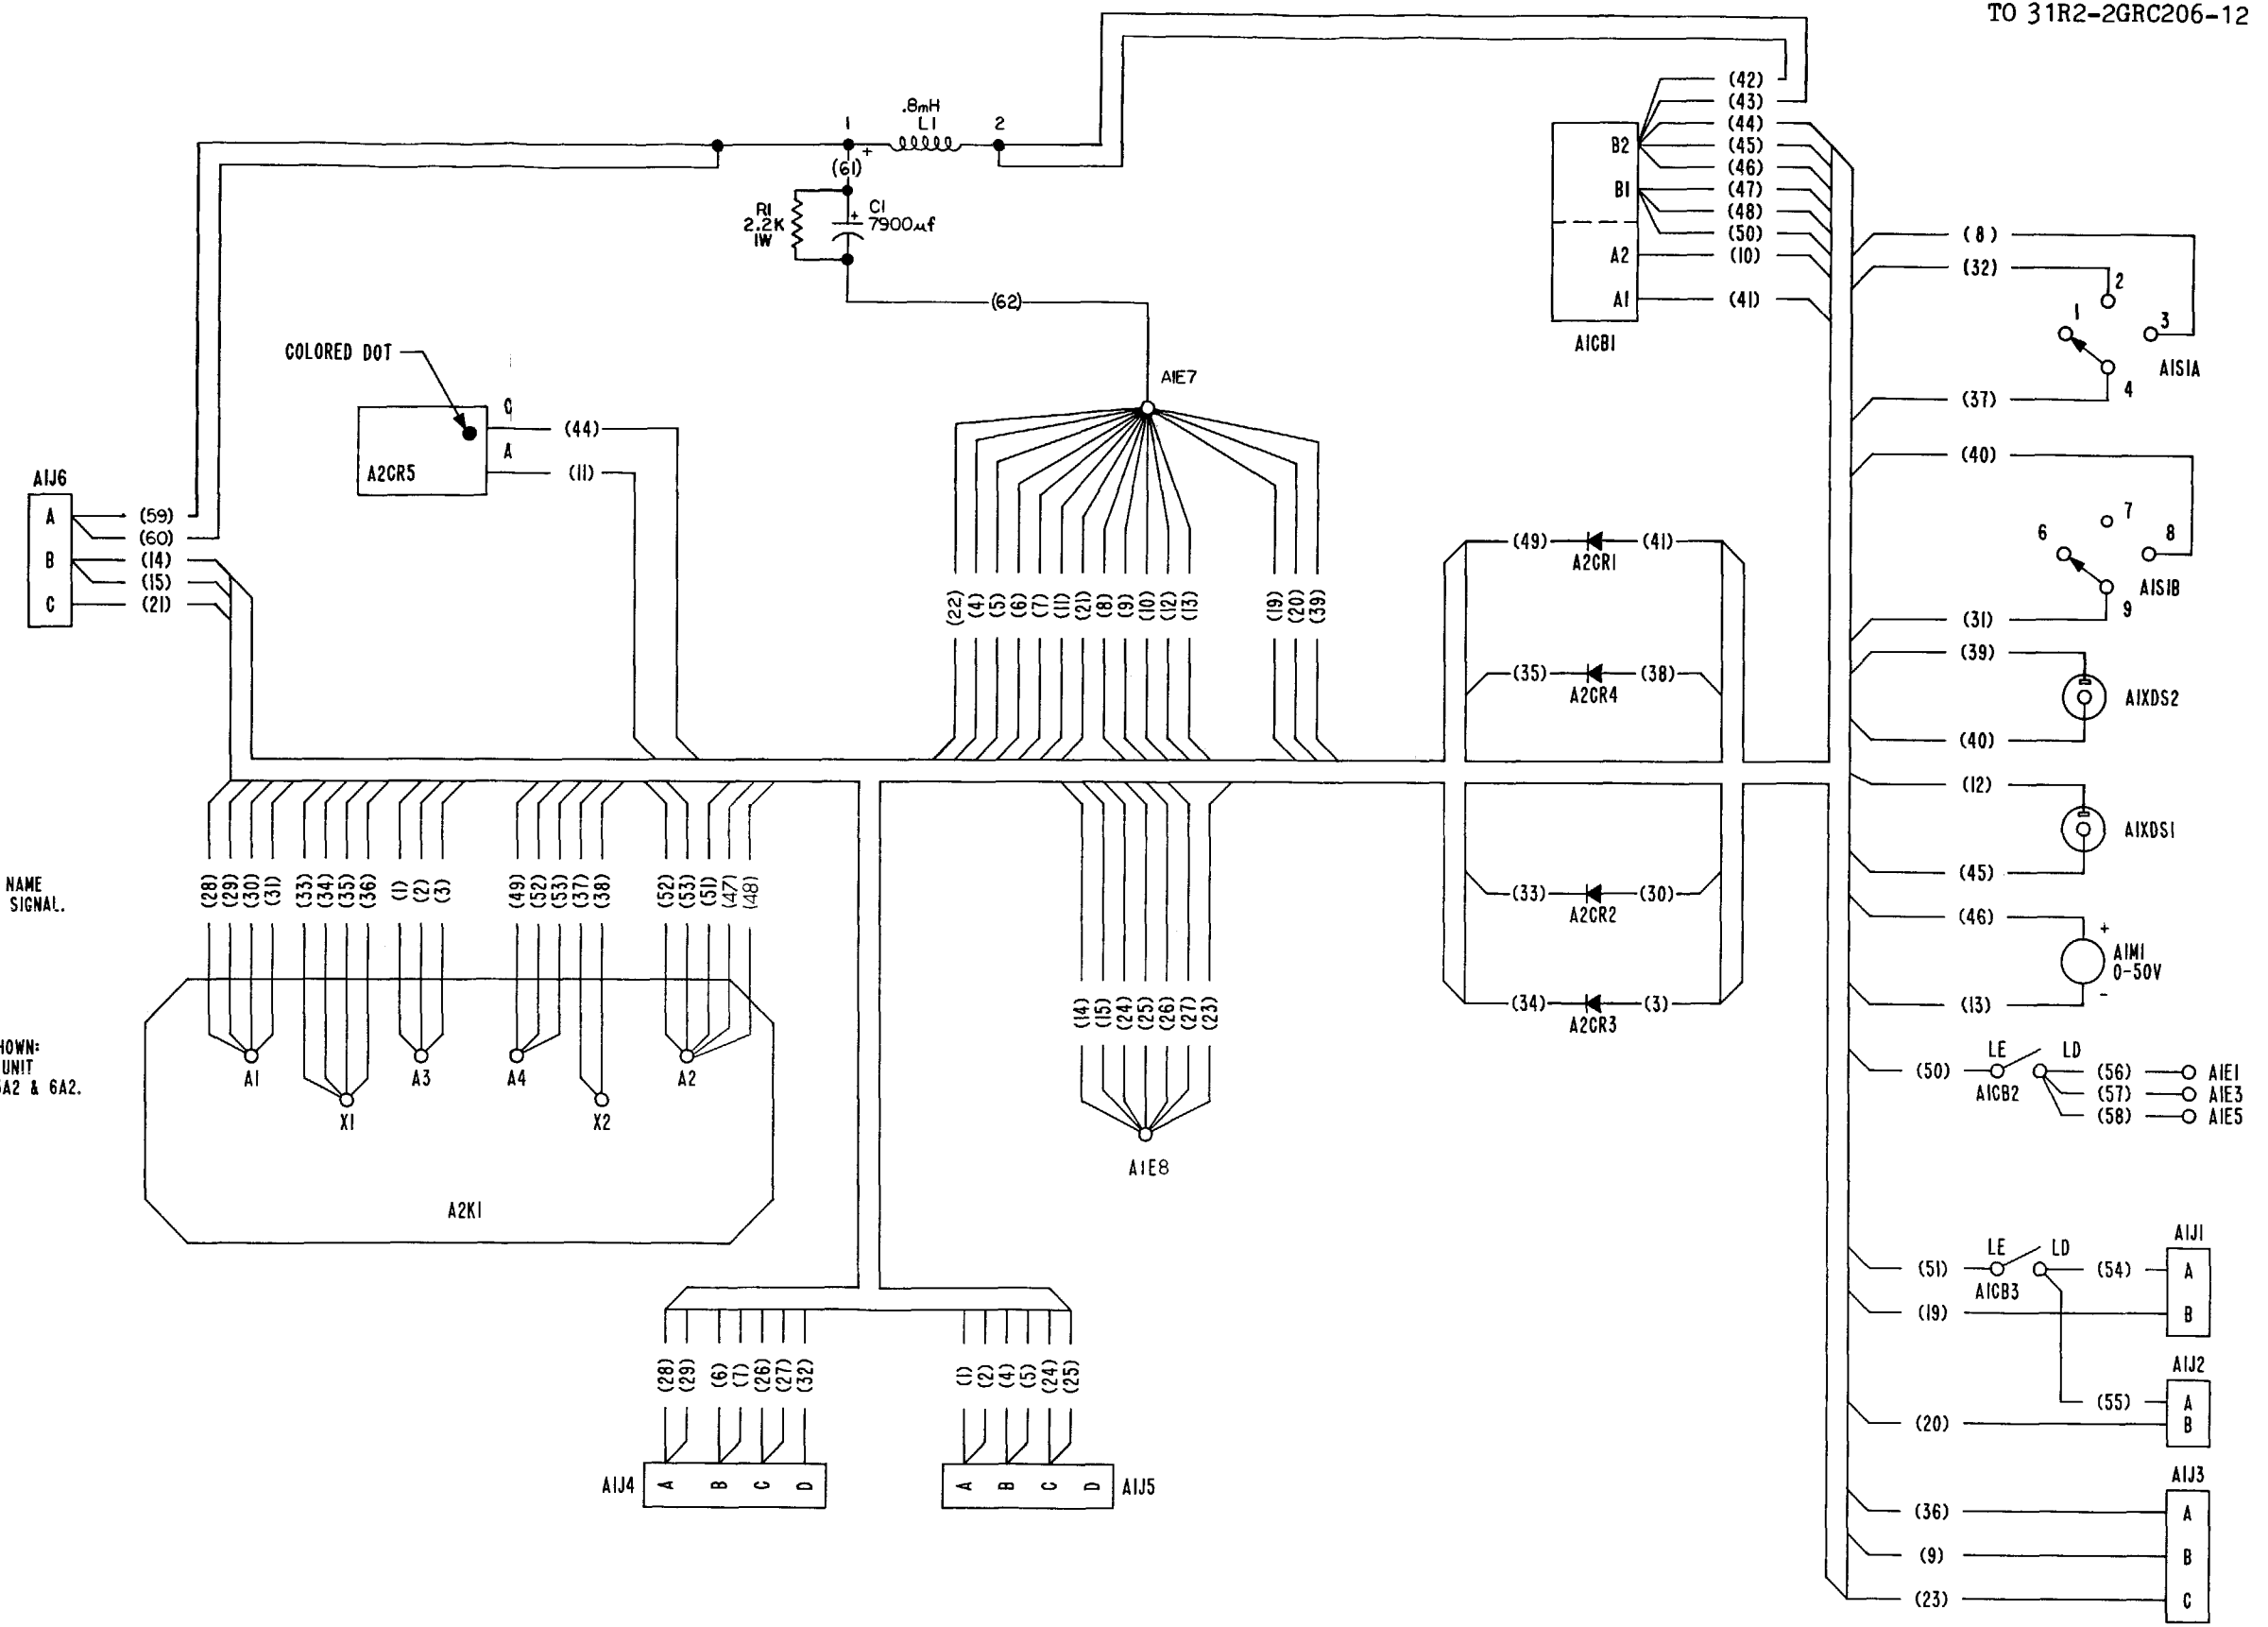 TO 31R2-2GRC206-12
.8mH
L1
1
2
+
(61)
R1
2.2K
1W
+
C1
7900uf
(62)
(42)
(43)
(44)
(45)
(46)
(47)
(48)
(50)
(10)
(41)
B2
B1
A2
A1
A1CB1
(8)
(32)
2
1
3
4
A1S1A
(37)
(40)
7
6
8
9
A1S1B
(31)
(39)
A1XDS2
(40)
(12)
A1XDS1
(45)
(46)
+
A1M1
0-50V
-
(13)
COLORED DOT
C
(44)
A
(11)
A2CR5
A1J6
A
(59)
(60)
B
(14)
(15)
C
(21)
A1E7
(22)
(4)
(5)
(6)
(7)
(11)
(21)
(8)
(9)
(10)
(12)
(13)
(19)
(20)
(39)
(49)
(41)
A2CR1
(35)
(38)
A2CR4
(33)
(30)
A2CR2
(34)
(3)
A2CR3
NAME
SIGNAL.
HOWN:
UNIT
5A2 & 6A2.
(28)
(29)
(30)
(31)
(33)
(34)
(35)
(36)
(1)
(2)
(3)
(49)
(52)
(53)
(37)
(38)
(52)
(53)
(51)
(47)
(48)
A1
X1
A3
A4
X2
A2
A2K1
(14)
(15)
(24)
(25)
(26)
(27)
(23)
A1E8
(50)
LE
LD
A1CB2
(56)
A1E1
(57)
A1E3
(58)
A1E5
(51)
LE
LD
A1CB3
(54)
A1J1
A
(19)
B
A1J2
(55)
A
(20)
B
A1J3
(36)
A
(9)
B
(23)
C
(28)
(29)
(6)
(7)
(26)
(27)
(32)
A1J4
A
B
C
D
(1)
(2)
(4)
(5)
(24)
(25)
A
B
C
D
A1J5